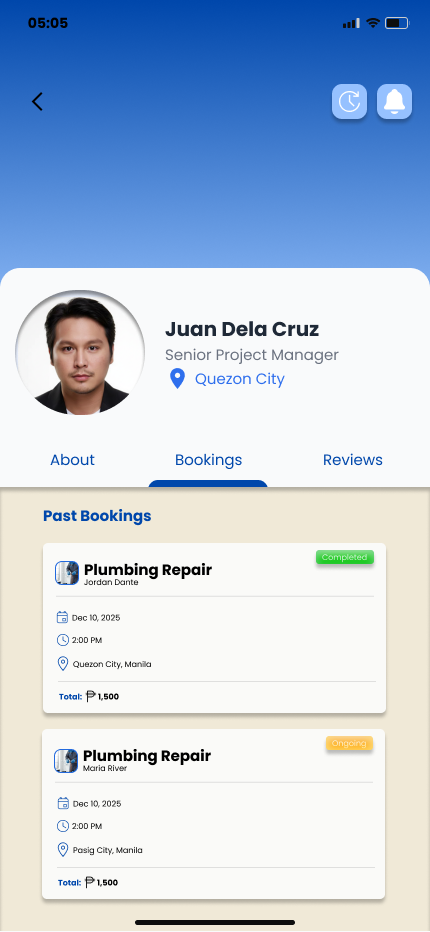 05:05
Juan Dela Cruz
Senior Project Manager
Quezon City
About Bookings Reviews
Past Bookings
Completed
Plumbing Repair
Jordan Dante
Dec 10, 2025
2:00 PM
Quezon City, Manila
Total: ₱ 1,500
Ongoing
Plumbing Repair
Maria River
Dec 10, 2025
2:00 PM
Pasig City, Manila
Total: ₱ 1,500